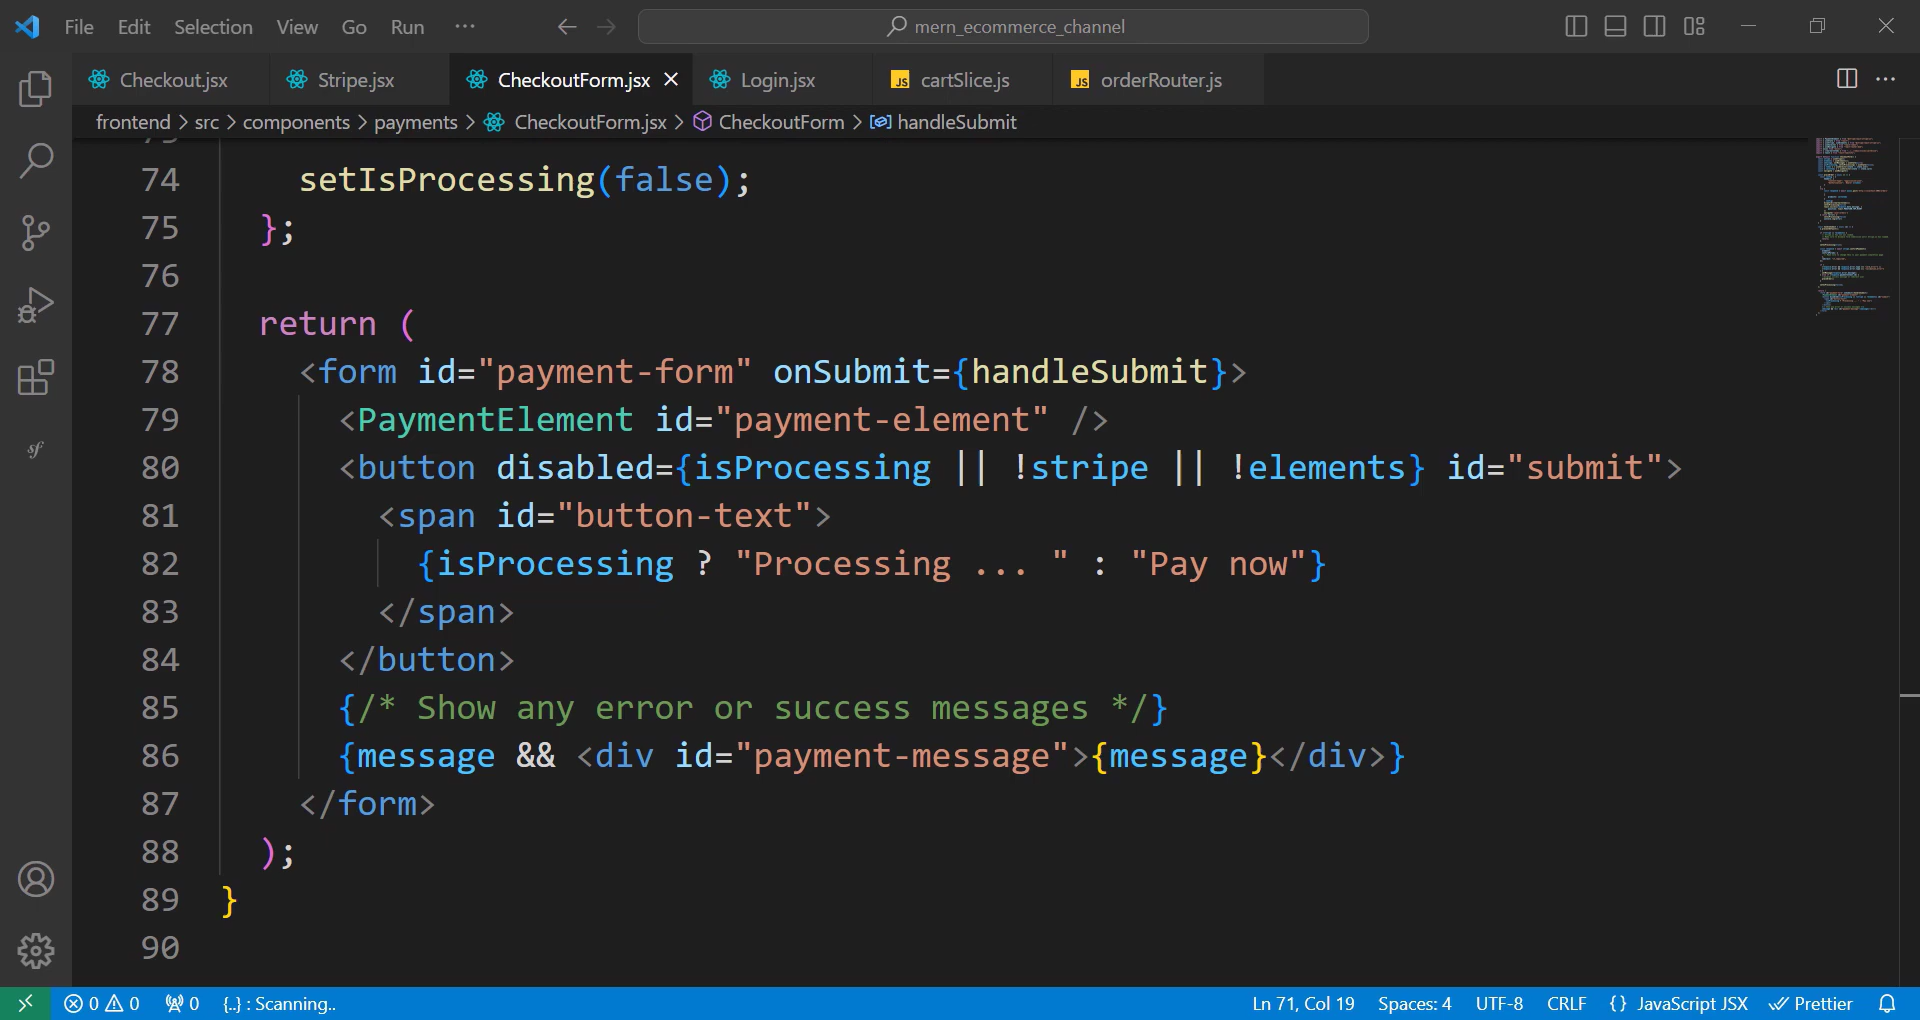 File Edit Selection View Go Run ··· mern_ecommerce_channel
Checkout.jsx Stripe.jsx CheckoutForm.jsx Login.jsx JS cartSlice.js JS orderRouter.js
frontend > src > components > payments > CheckoutForm.jsx > CheckoutForm > handleSubmit
74 setIsProcessing(false);
75 };
76
77 return (
78 <form id="payment-form" onSubmit={handleSubmit}>
79 <PaymentElement id="payment-element" />
80 <button disabled={isProcessing || !stripe || !elements} id="submit">
81 <span id="button-text">
82 {isProcessing ? "Processing ... " : "Pay now"}
83 </span>
84 </button>
85 {/* Show any error or success messages */}
86 {message && <div id="payment-message">{message}</div>}
87 </form>
88 );
89 }
90
0 0 0 {..} : Scanning.. Ln 71, Col 19 Spaces: 4 UTF-8 CRLF {} JavaScript JSX Prettier